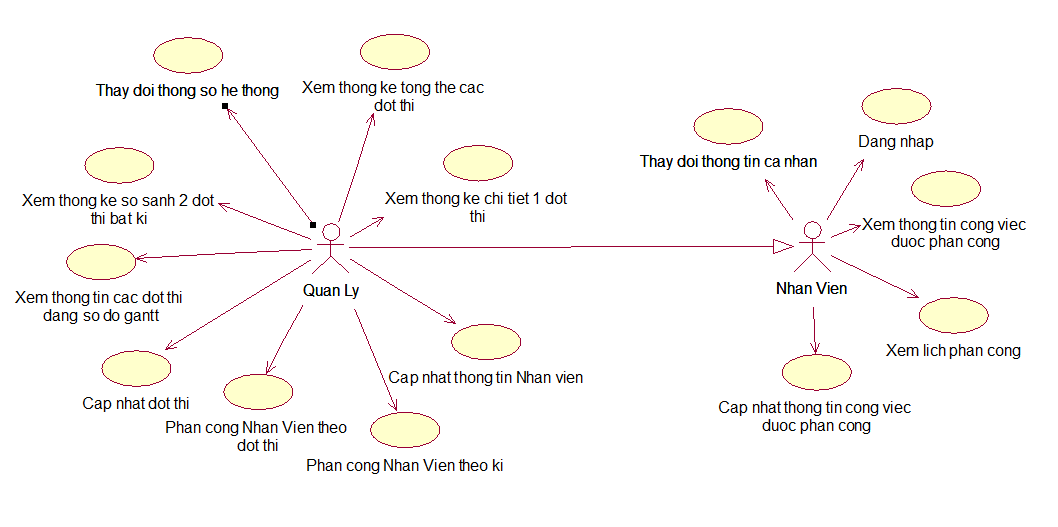 Thay doi thong so he thong
Xem thong ke tong the cac
dot thi
Xem thong ke so sanh 2 dot
thi bat ki
Xem thong ke chi tiet 1 dot
thi
Xem thong tin cac dot thi
dang so do gantt
Quan Ly
Cap nhat dot thi
Phan cong Nhan Vien theo
dot thi
Cap nhat thong tin Nhan vien
Phan cong Nhan Vien theo ki
Thay doi thong tin ca nhan
Dang nhap
Xem thong tin cong viec
duoc phan cong
Nhan Vien
Xem lich phan cong
Cap nhat thong tin cong viec
duoc phan cong